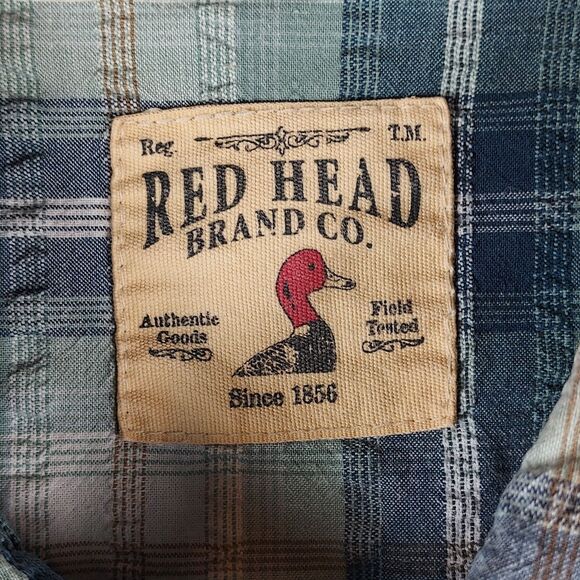 Reg. T.M.
RED HEAD
BRAND CO.
Authentic
Goods
Field
Tested
Since 1856